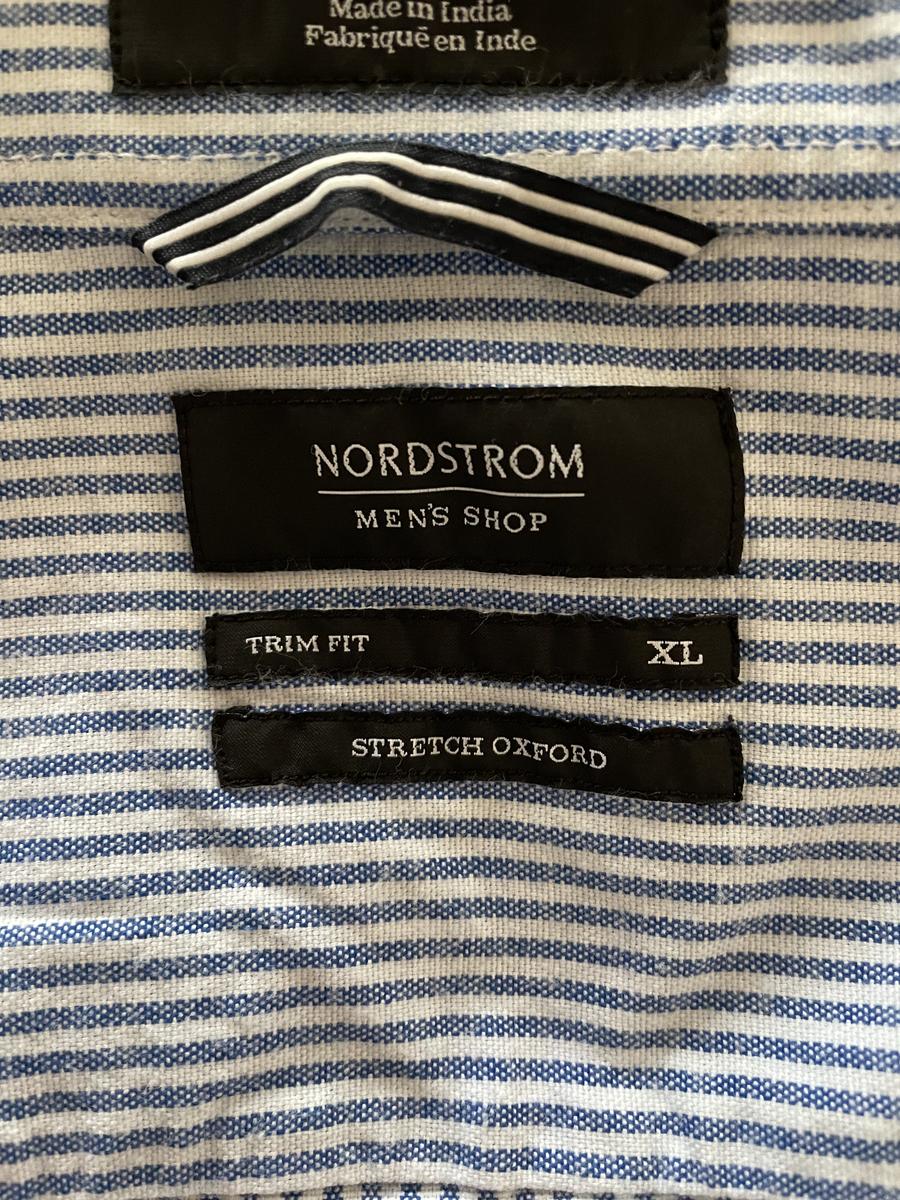 Made in India
Fabriqué en Inde
NORDSTROM
MEN'S SHOP
TRIM FIT XL
STRETCH OXFORD